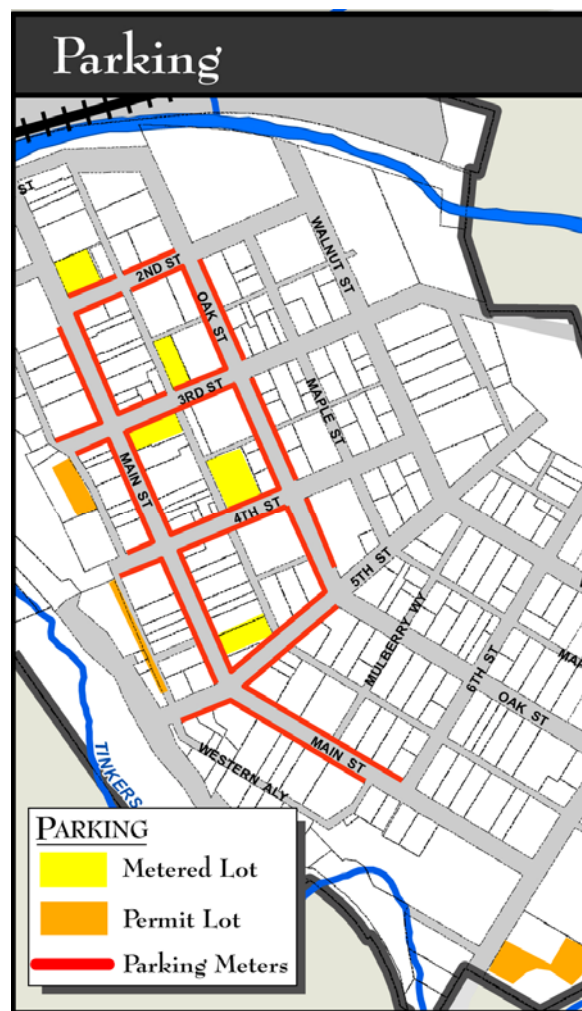 Parking
ST
2ND ST
WALNUT ST
OAK ST
3RD ST
MAPLE ST
MAIN ST
4TH ST
5TH ST
MULBERRY WY
6TH ST
MAP
OAK ST
MAIN ST
WESTERN ALY
TINKERS
PARKING
Metered Lot
Permit Lot
Parking Meters